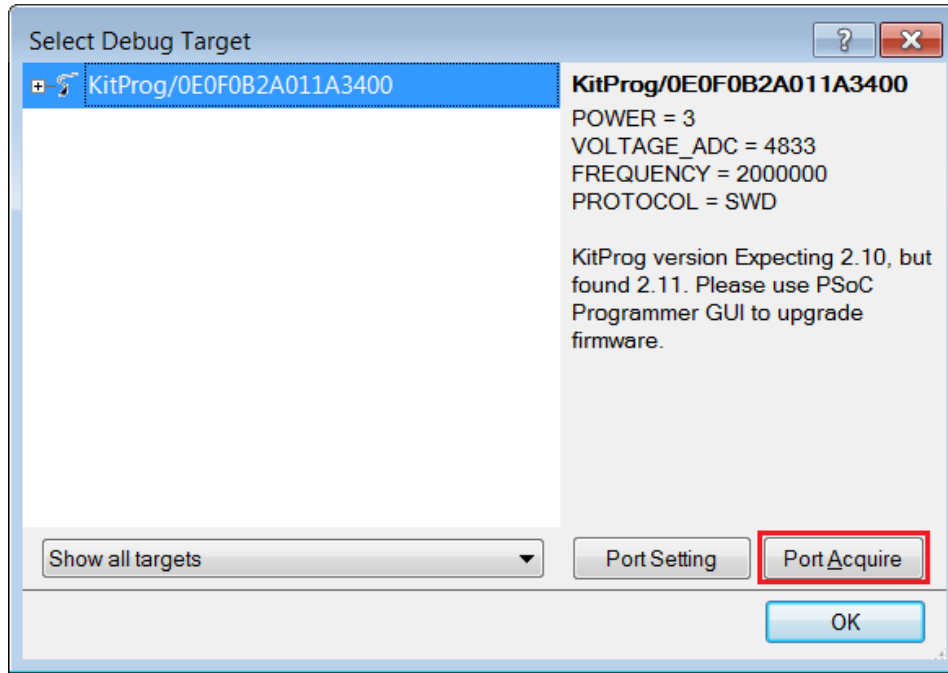 Select Debug Target
?
KitProg/0E0F0B2A011A3400
KitProg/0E0F0B2A011A3400
POWER = 3
VOLTAGE_ADC = 4833
FREQUENCY = 2000000
PROTOCOL = SWD
KitProg version Expecting 2.10, but
found 2.11. Please use PSoC
Programmer GUI to upgrade
firmware.
Show all targets
Port Setting
Port Acquire
OK